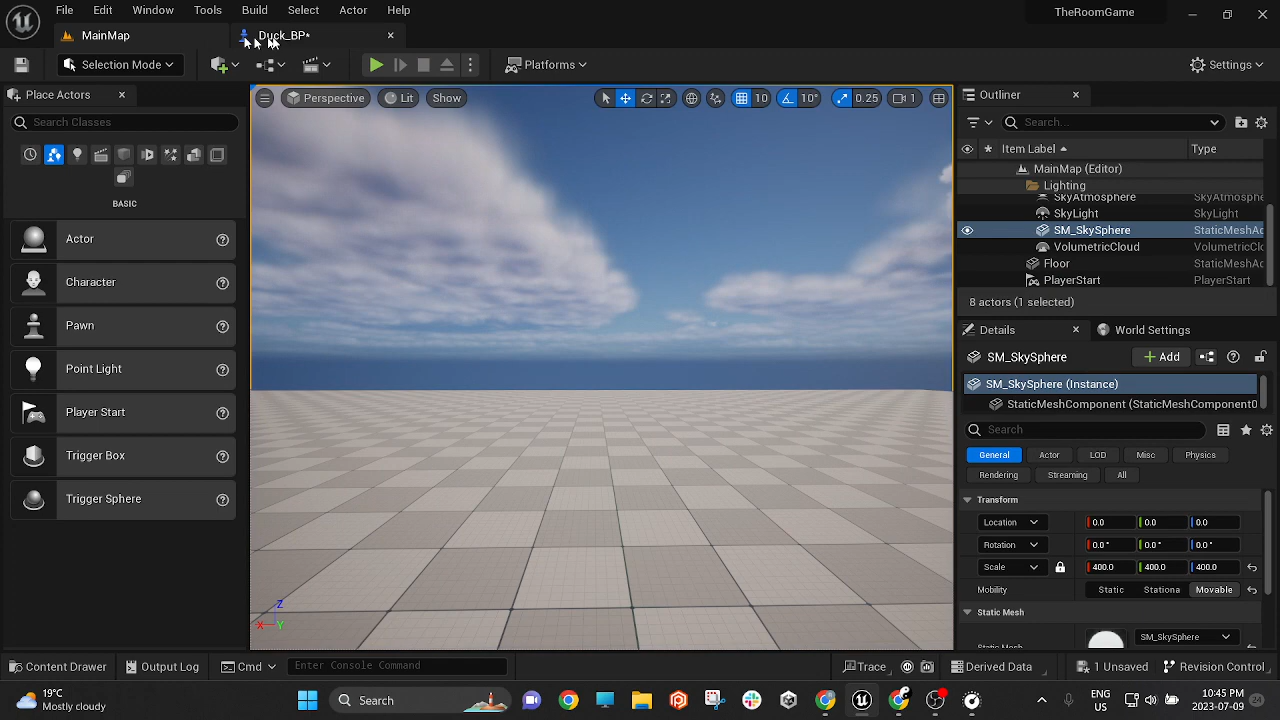 File Edit Window Tools Build Select Actor Help
TheRoomGame
MainMap
Duck_BP*
Selection Mode
Platforms
Settings
Place Actors
Search Classes
BASIC
Actor
Character
Pawn
Point Light
Player Start
Trigger Box
Trigger Sphere
Perspective
Lit
Show
10
10°
0.25
1
Outliner
Search...
Item Label
Type
MainMap (Editor)
Lighting
SkyAtmosphere SkyAtmosphe
SkyLight SkyLight
SM_SkySphere StaticMeshAc
VolumetricCloud VolumetricClo
Floor StaticMeshAc
PlayerStart PlayerStart
8 actors (1 selected)
Details
World Settings
SM_SkySphere
Add
SM_SkySphere (Instance)
StaticMeshComponent (StaticMeshComponent0
Search
General Actor LOD Misc Physics
Rendering Streaming All
Transform
Location 0.0 0.0 0.0
Rotation 0.0° 0.0° 0.0°
Scale 400.0 400.0 400.0
Mobility Static Stationa Movable
Static Mesh
SM_SkySphere
Z
X
Y
Content Drawer
Output Log
Cmd
Enter Console Command
Trace
Derived Data
1 Unsaved
Revision Control
19°C
Mostly cloudy
Search
ENG
US
10:45 PM
2023-07-09
24